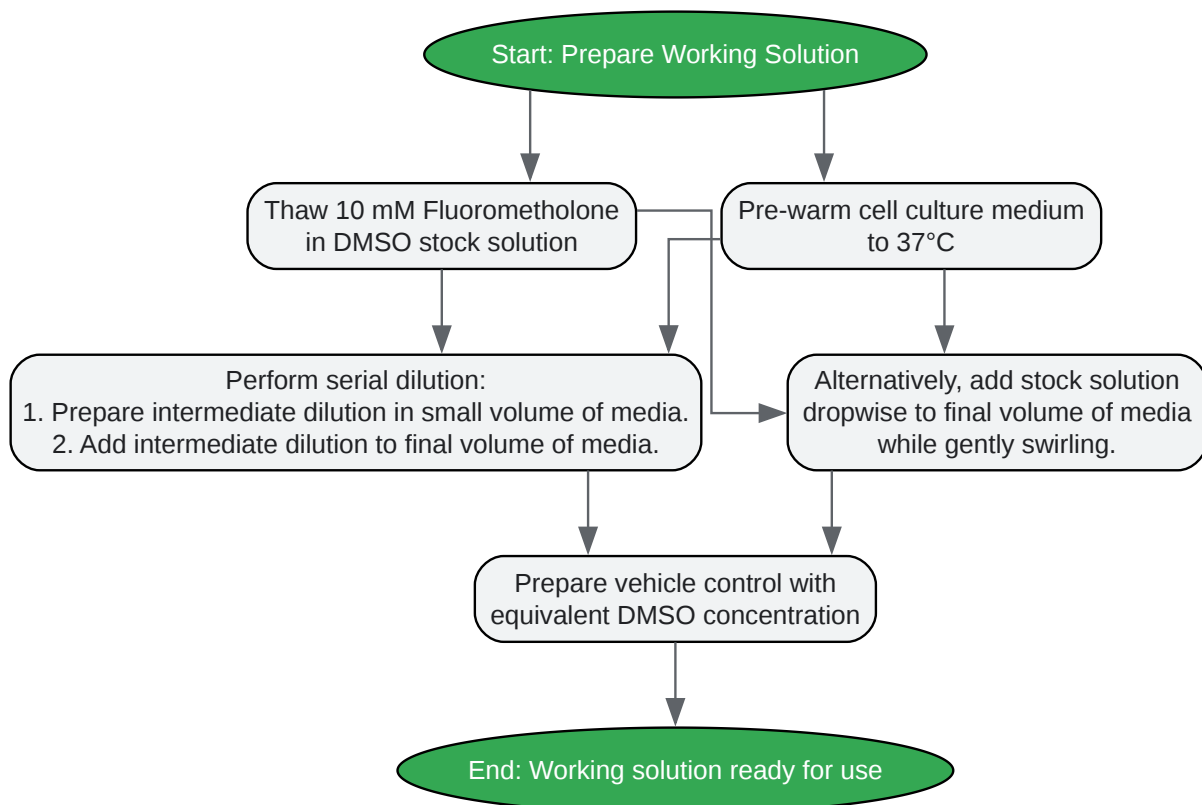 Start: Prepare Working Solution
Thaw 10 mM Fluorometholone
in DMSO stock solution
Pre-warm cell culture medium
to 37°C
Perform serial dilution:
1. Prepare intermediate dilution in small volume of media.
2. Add intermediate dilution to final volume of media.
Alternatively, add stock solution
dropwise to final volume of media
while gently swirling.
Prepare vehicle control with
equivalent DMSO concentration
End: Working solution ready for use